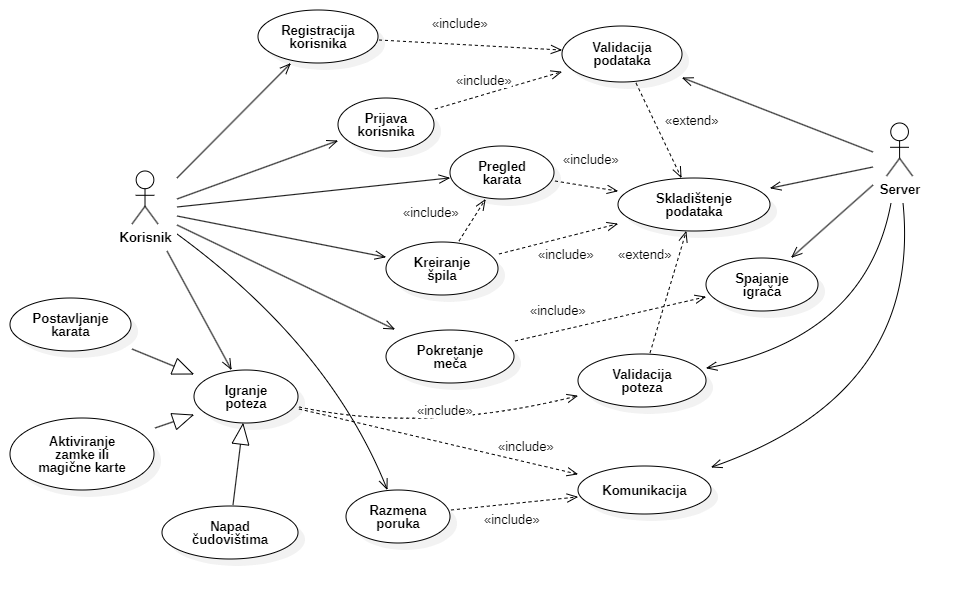 Registracija
korisnika
«include»
Validacija
podataka
«include»
Prijava
korisnika
«extend»
Pregled
karata
«include»
Server
Skladištenje
podataka
«include»
Korisnik
Kreiranje
špila
«include»
«extend»
Spajanje
igrača
Postavljanje
karata
«include»
Pokretanje
meča
Validacija
poteza
Igranje
poteza
«include»
Aktiviranje
zamke ili
magične karte
«include»
Komunikacija
Razmena
poruka
«include»
Napad
čudovištima